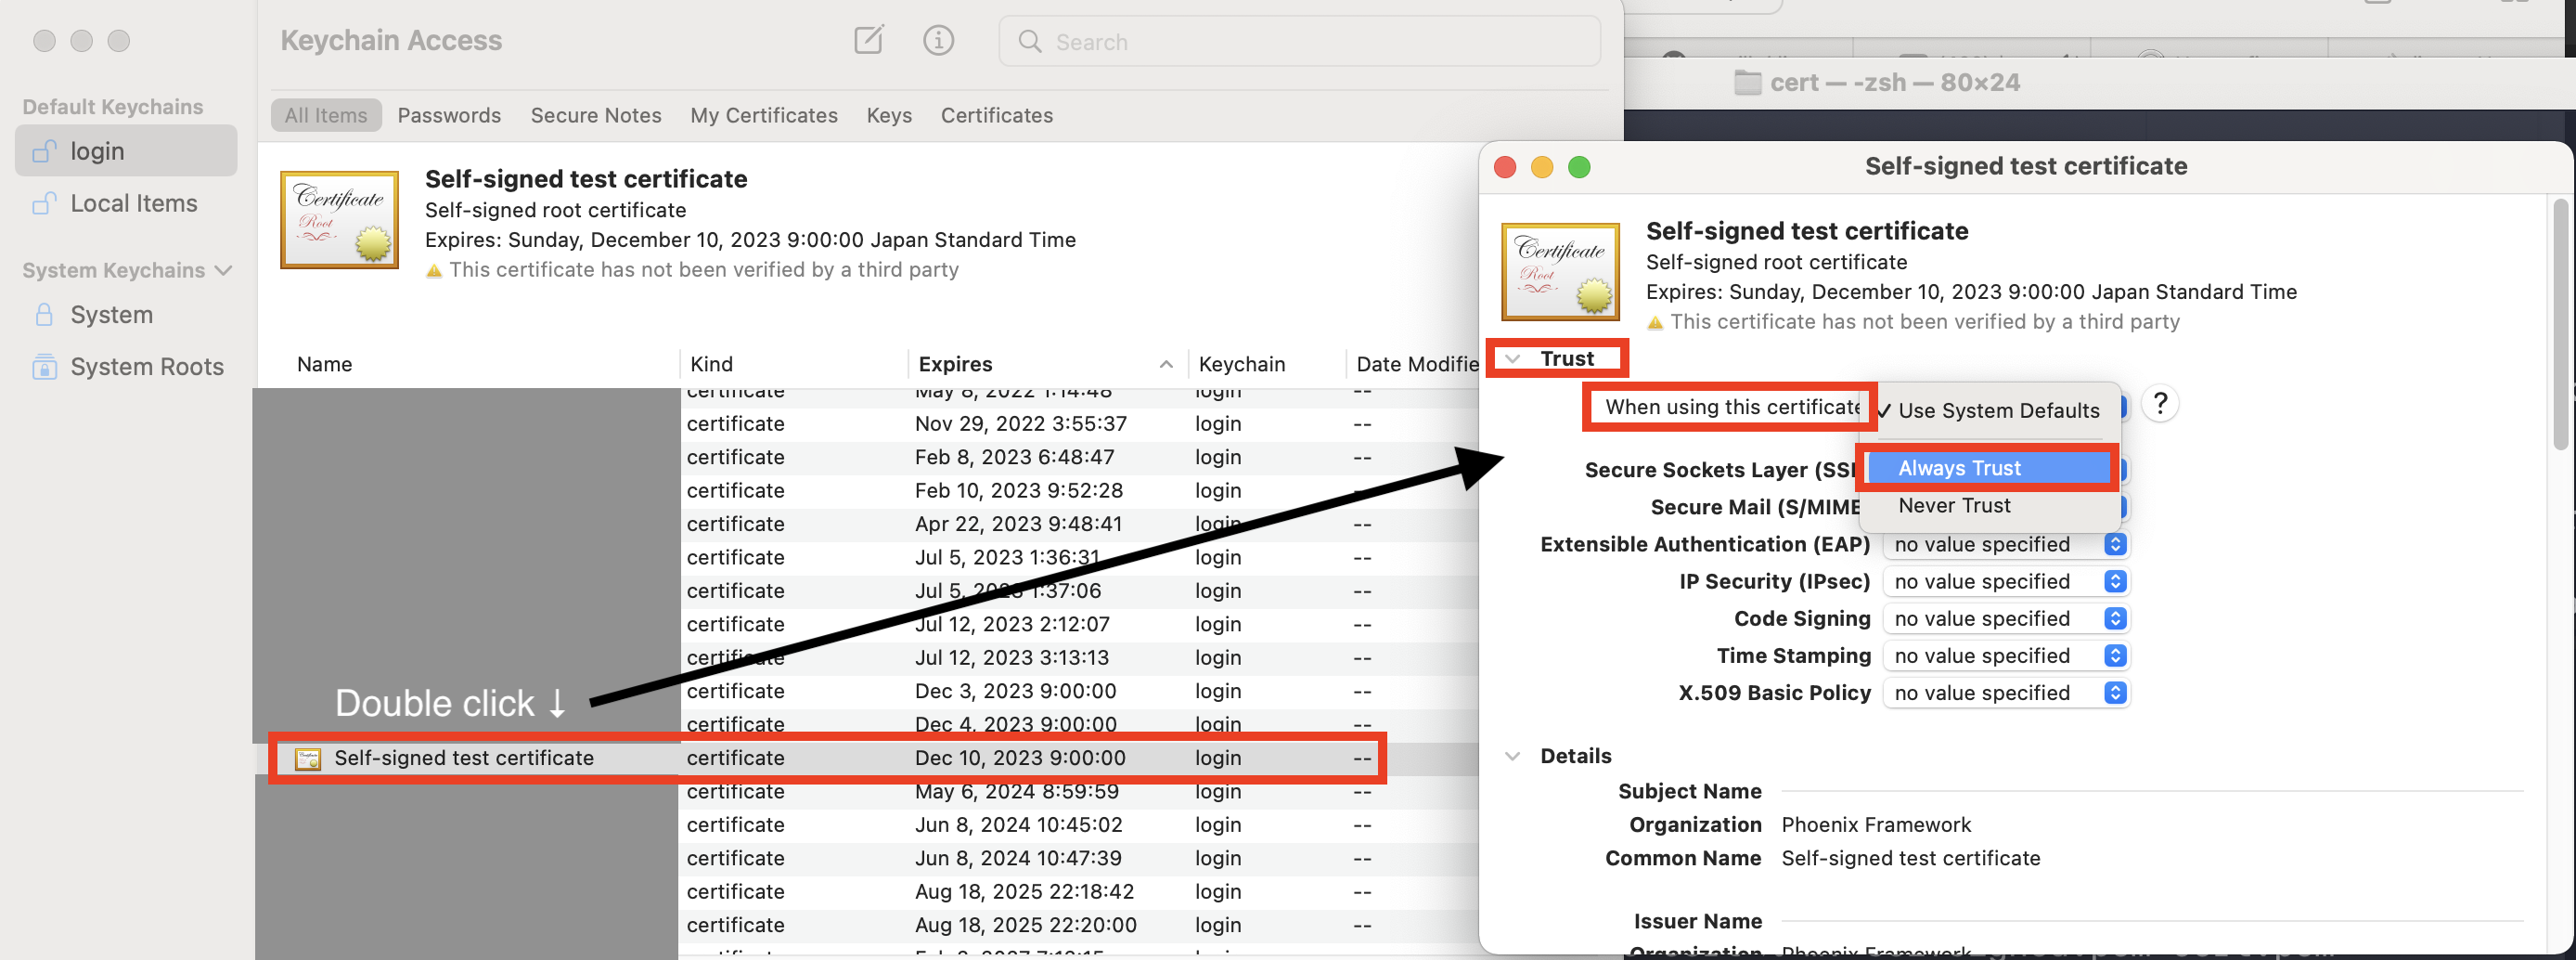 Keychain Access
Search
Default Keychains
login
Local Items
System Keychains
System
System Roots
All Items Passwords Secure Notes My Certificates Keys Certificates
Certificate
Root
Self-signed test certificate
Self-signed root certificate
Expires: Sunday, December 10, 2023 9:00:00 Japan Standard Time
This certificate has not been verified by a third party
Name Kind Expires Keychain Date Modifie
certificate May 8, 2022 1:14:48 login --
certificate Nov 29, 2022 3:55:37 login --
certificate Feb 8, 2023 6:48:47 login --
certificate Feb 10, 2023 9:52:28 login --
certificate Apr 22, 2023 9:48:41 login --
certificate Jul 5, 2023 1:36:31 login --
certificate Jul 5, 2023 1:37:06 login --
certificate Jul 12, 2023 2:12:07 login --
certificate Jul 12, 2023 3:13:13 login --
certificate Dec 3, 2023 9:00:00 login --
Double click ↓
certificate Dec 4, 2023 9:00:00 login --
Self-signed test certificate certificate Dec 10, 2023 9:00:00 login --
certificate May 6, 2024 8:59:59 login --
certificate Jun 8, 2024 10:45:02 login --
certificate Jun 8, 2024 10:47:39 login --
certificate Aug 18, 2025 22:18:42 login --
certificate Aug 18, 2025 22:20:00 login --
cert — -zsh — 80×24
Self-signed test certificate
Certificate
Root
Self-signed test certificate
Self-signed root certificate
Expires: Sunday, December 10, 2023 9:00:00 Japan Standard Time
This certificate has not been verified by a third party
Trust
When using this certificate ✓ Use System Defaults ?
Always Trust
Never Trust
Secure Sockets Layer (SSL
Secure Mail (S/MIME
Extensible Authentication (EAP) no value specified
IP Security (IPsec) no value specified
Code Signing no value specified
Time Stamping no value specified
X.509 Basic Policy no value specified
Details
Subject Name
Organization Phoenix Framework
Common Name Self-signed test certificate
Issuer Name
Organization Phoenix Framework